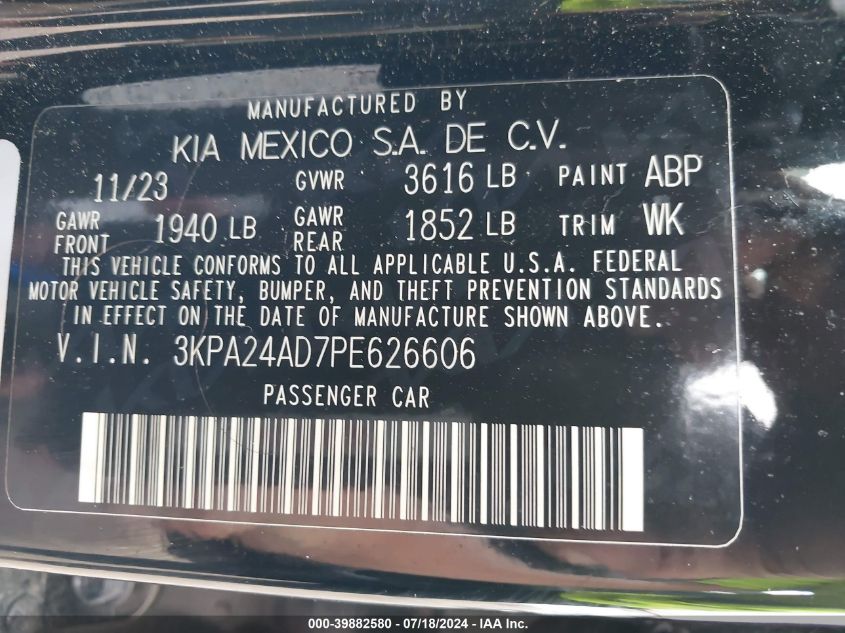 MANUFACTURED BY
KIA MEXICO S.A. DE C.V.
11/23 GVWR 3616 LB PAINT ABP
GAWR FRONT 1940 LB GAWR REAR 1852 LB TRIM WK
THIS VEHICLE CONFORMS TO ALL APPLICABLE U.S.A. FEDERAL
MOTOR VEHICLE SAFETY, BUMPER, AND THEFT PREVENTION STANDARDS
IN EFFECT ON THE DATE OF MANUFACTURE SHOWN ABOVE.
V.I.N. 3KPA24AD7PE626606
PASSENGER CAR
000-39882580 - 07/18/2024 - IAA Inc.